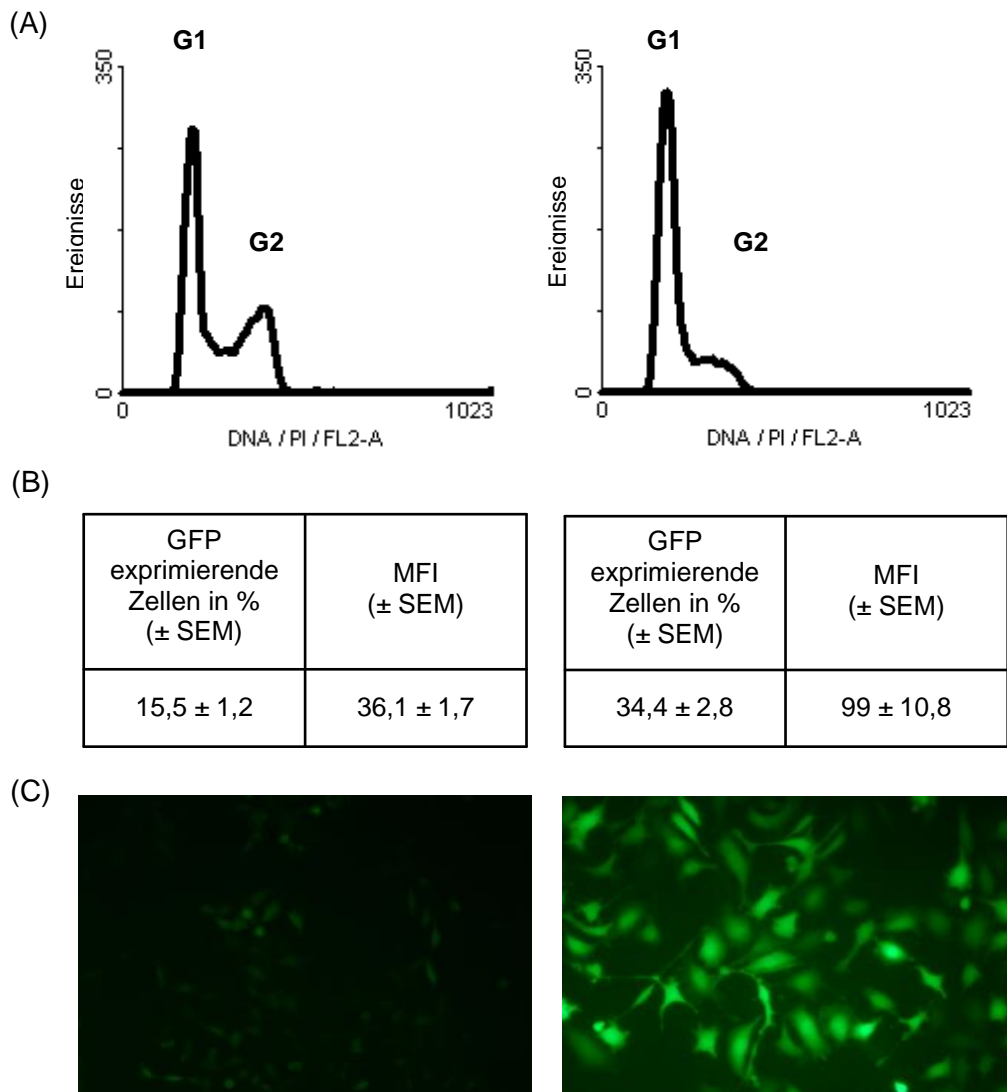 (A)
G1
350
Ereignisse
G2
0
0
1023
DNA / PI / FL2-A
G1
350
Ereignisse
G2
0
0
1023
DNA / PI / FL2-A
(B)
GFP
exprimierende
Zellen in %
(± SEM)
MFI
(± SEM)
15,5 ± 1,2
36,1 ± 1,7
GFP
exprimierende
Zellen in %
(± SEM)
MFI
(± SEM)
34,4 ± 2,8
99 ± 10,8
(C)